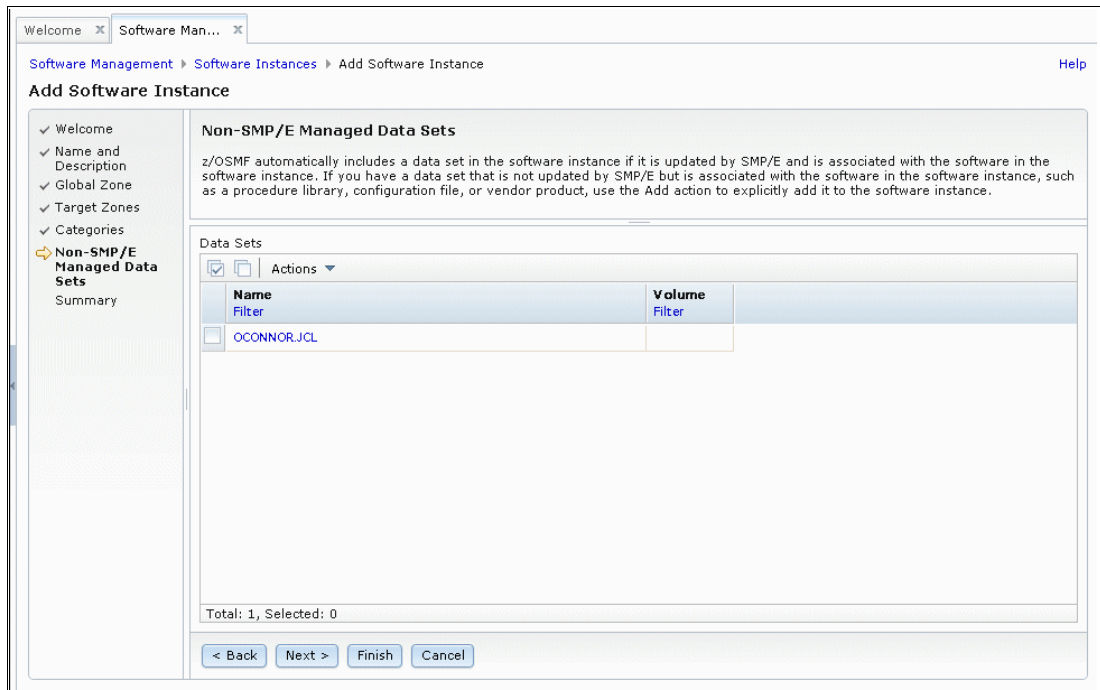 Welcome x Software Man... x
Software Management Software Instances Add Software Instance Help
Add Software Instance
Welcome
Name and
Description
Global Zone
Target Zones
Categories
Non-SMP/E
Managed Data
Sets
Summary
Non-SMP/E Managed Data Sets
z/OSMF automatically includes a data set in the software instance if it is updated by SMP/E and is associated with the software in the
software instance. If you have a data set that is not updated by SMP/E but is associated with the software in the software instance, such
as a procedure library, configuration file, or vendor product, use the Add action to explicitly add it to the software instance.
Data Sets
Actions
Name Volume
Filter Filter
OCONNOR.JCL
Total: 1, Selected: 0
< Back Next > Finish Cancel